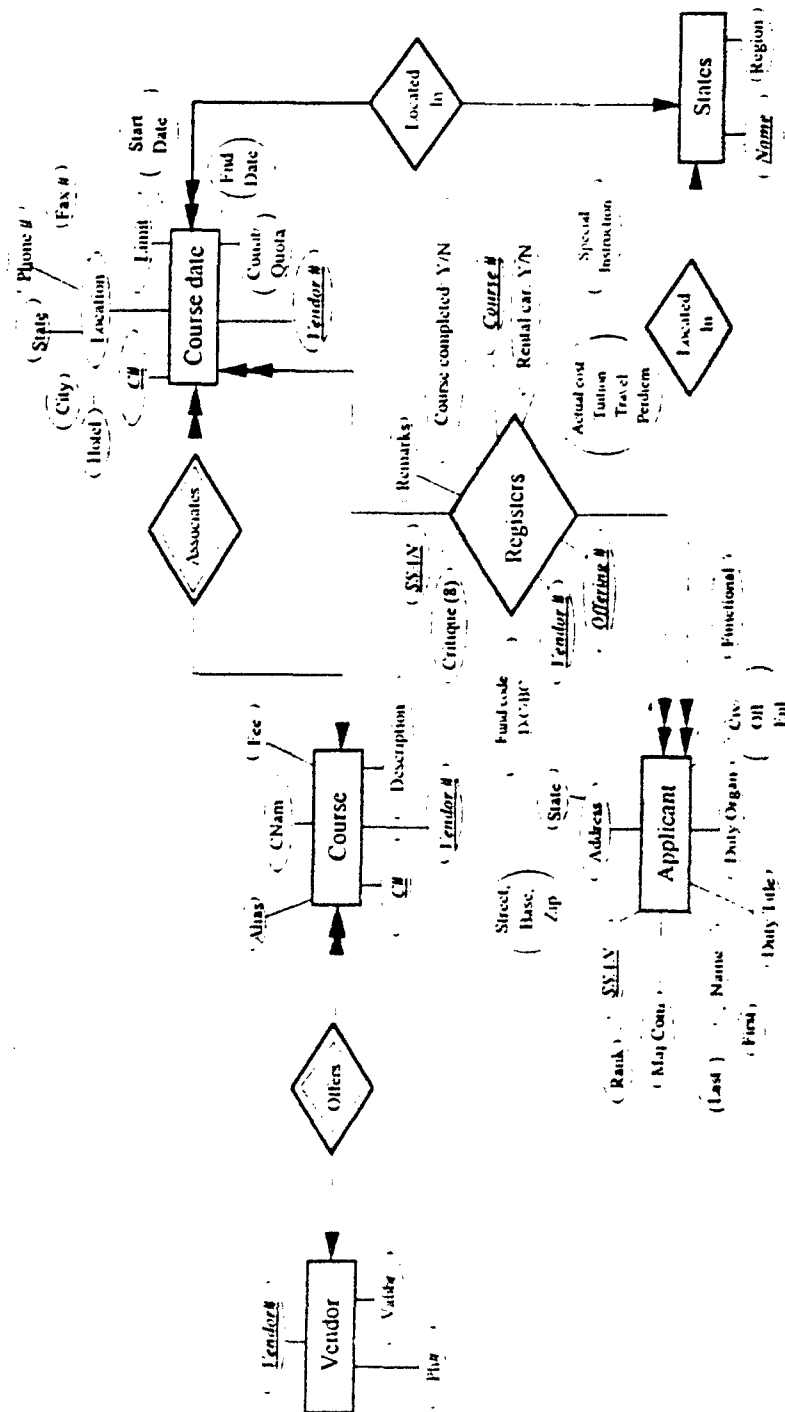 Vendor#
Vendor
Ph#
Offers
Alias
CNam
Fee
Course
C#
Vendor #
Description
Associates
Hotel
City
State
Location
Phone #
Fax #
C#
Course date
Limit
Start
Date
End
Date
Vendor #
Quota
Located
In
States
Name
Region
Located
In
SSAN
Critique (8)
Remarks
Course completed Y/N
Course #
Rental car Y/N
Registers
Fund code
Vendor #
Offering #
Actual cost
Tuition
Travel
Perdiem
Special
Instruction
Street,
Base,
Zip
State
Address
SSAN
Rank
Maj Com
Name
Last
First
Applicant
Duty Title
Duty Organ
Functional
Civ
Off
Enl